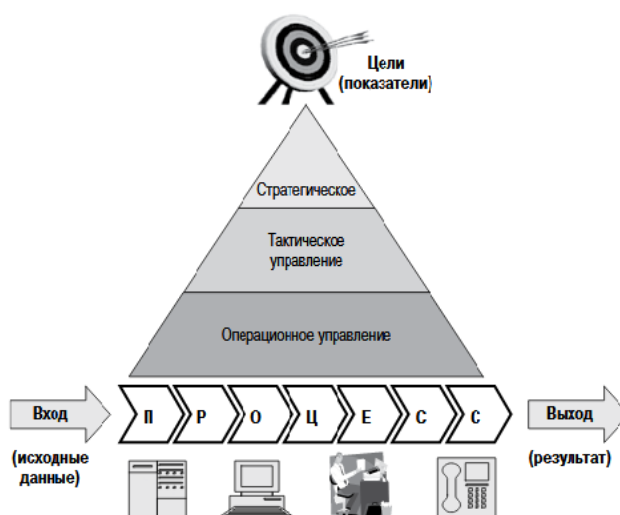 Цели
(показатели)
Стратегическое
Тактическое
управление
Операционное управление
Вход
П Р О Ц Е С С
Выход
(исходные
данные)
(результат)